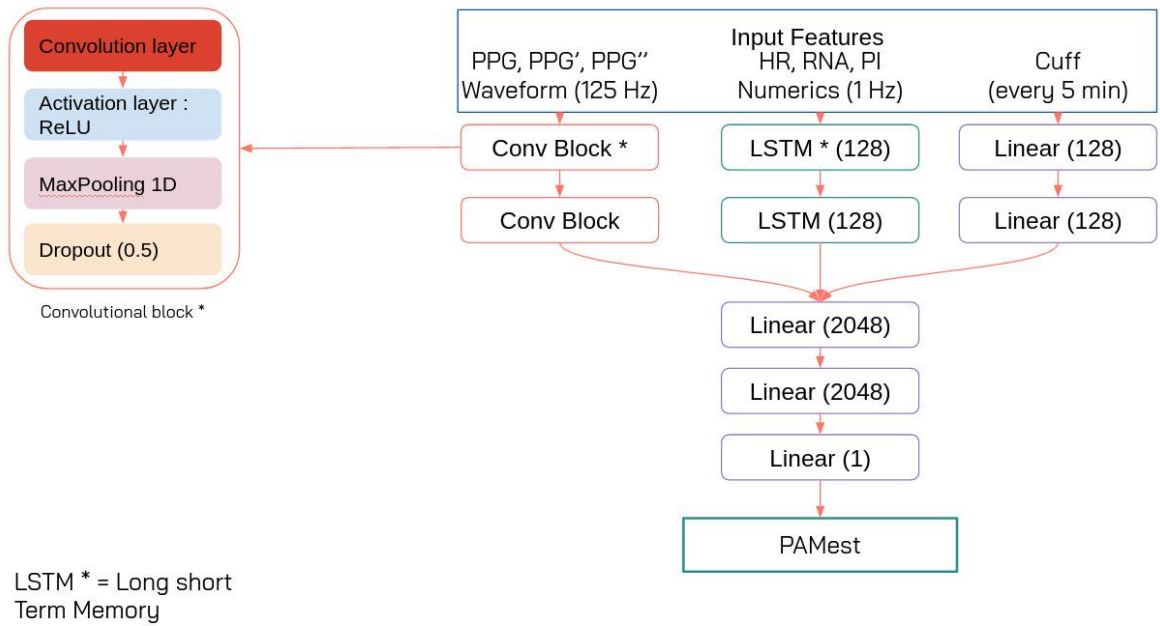 Convolution layer
Activation layer :
ReLU
MaxPooling 1D
Dropout (0.5)
Convolutional block *
Input Features
PPG, PPG’, PPG’’
Waveform (125 Hz)
HR, RNA, PI
Numerics (1 Hz)
Cuff
(every 5 min)
Conv Block *
LSTM * (128)
Linear (128)
Conv Block
LSTM (128)
Linear (128)
Linear (2048)
Linear (2048)
Linear (1)
PAMest
LSTM * = Long short
Term Memory